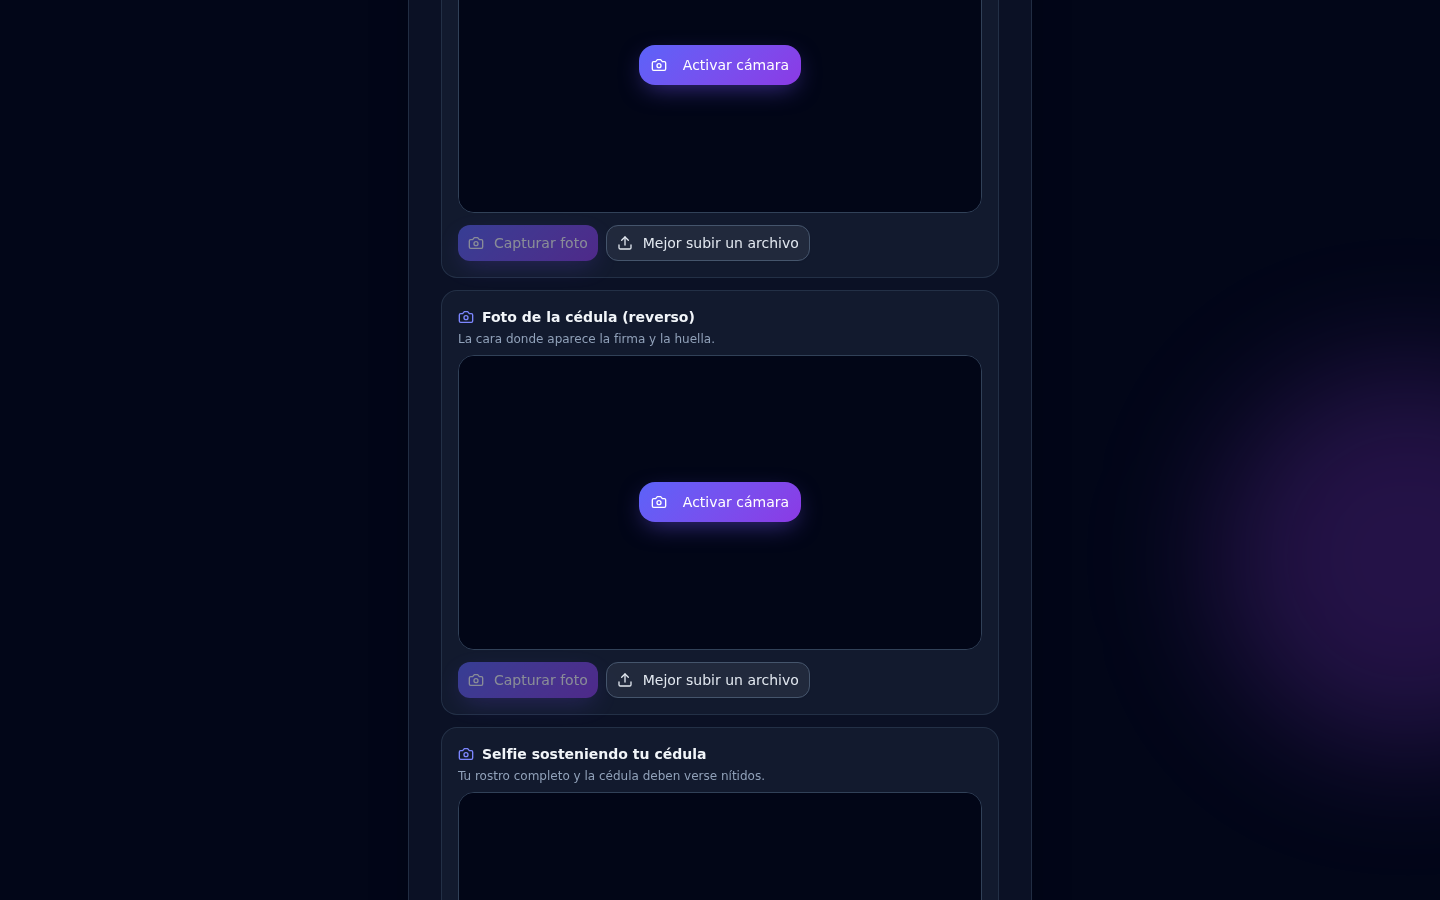 Activar cámara
Capturar foto
Mejor subir un archivo
Foto de la cédula (reverso)
La cara donde aparece la firma y la huella.
Activar cámara
Capturar foto
Mejor subir un archivo
Selfie sosteniendo tu cédula
Tu rostro completo y la cédula deben verse nítidos.